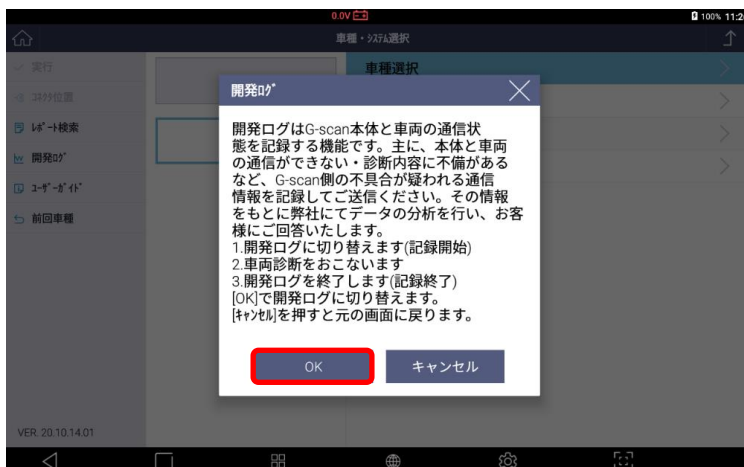 0.0V
100% 11:2
車種・ｼｽﾃﾑ選択
実行
ｺﾈｸﾀ位置
ﾚﾎﾟｰﾄ検索
開発ﾛｸﾞ
ﾕｰｻﾞｰｶﾞｲﾄﾞ
前回車種
VER. 20.10.14.01
車種選択
開発ﾛｸﾞ
開発ログはG-scan本体と車両の通信状
態を記録する機能です。主に、本体と車両
の通信ができない・診断内容に不備がある
など、G-scan側の不具合が疑われる通信
情報を記録してご送信ください。その情報
をもとに弊社にてデータの分析を行い、お客
様にご回答いたします。
1.開発ログに切り替えます(記録開始)
2.車両診断をおこないます
3.開発ログを終了します(記録終了)
[OK]で開発ログに切り替えます。
[ｷｬﾝｾﾙ]を押すと元の画面に戻ります。
OK
キャンセル